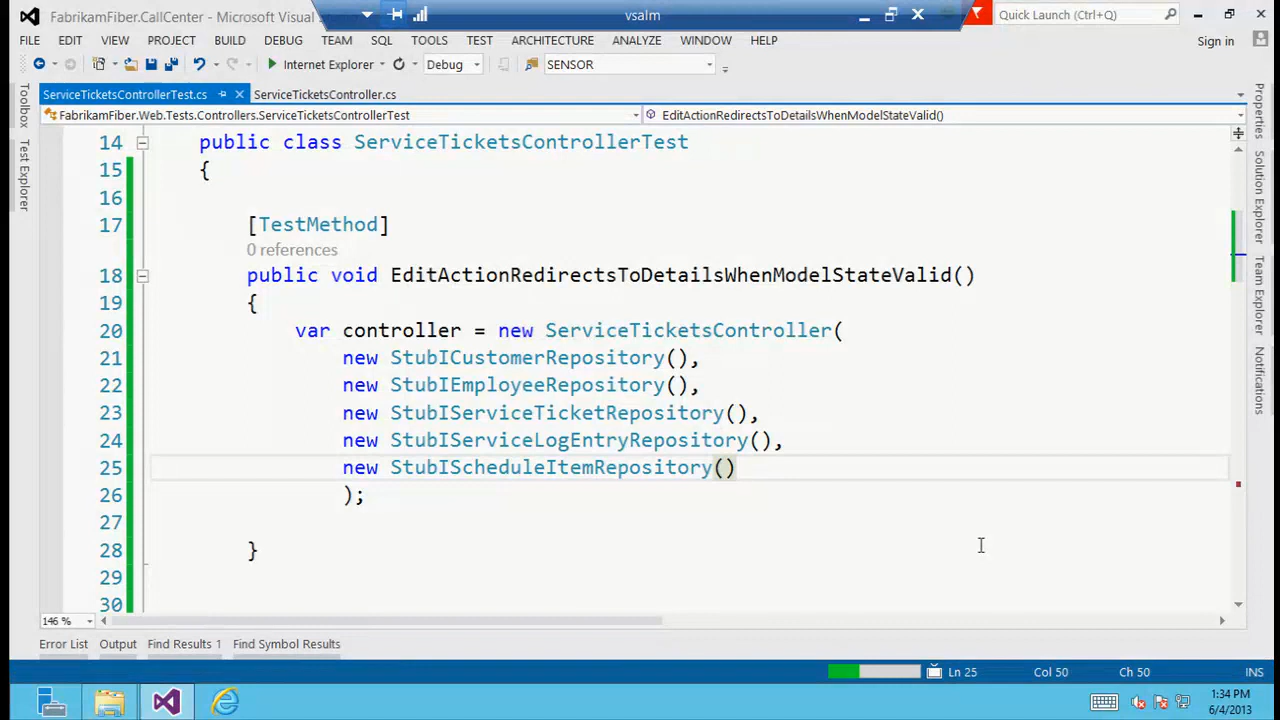 FabrikamFiber.CallCenter - Microsoft Visual Studio
vsalm
Quick Launch (Ctrl+Q)
FILE EDIT VIEW PROJECT BUILD DEBUG TEAM SQL TOOLS TEST ARCHITECTURE ANALYZE WINDOW HELP
Sign in
Internet Explorer Debug SENSOR
ServiceTicketsControllerTest.cs ServiceTicketsController.cs
FabrikamFiber.Web.Tests.Controllers.ServiceTicketsControllerTest EditActionRedirectsToDetailsWhenModelStateValid()
Toolbox
Test Explorer
14 public class ServiceTicketsControllerTest
15 {
16
17 [TestMethod]
0 references
18 public void EditActionRedirectsToDetailsWhenModelStateValid()
19 {
20 var controller = new ServiceTicketsController(
21 new StubICustomerRepository(),
22 new StubIEmployeeRepository(),
23 new StubIServiceTicketRepository(),
24 new StubIServiceLogEntryRepository(),
25 new StubIScheduleItemRepository()
26 );
27
28 }
29
30
Properties
Solution Explorer
Team Explorer
Notifications
146 %
Error List Output Find Results 1 Find Symbol Results
Ln 25 Col 50 Ch 50 INS
1:34 PM
6/4/2013